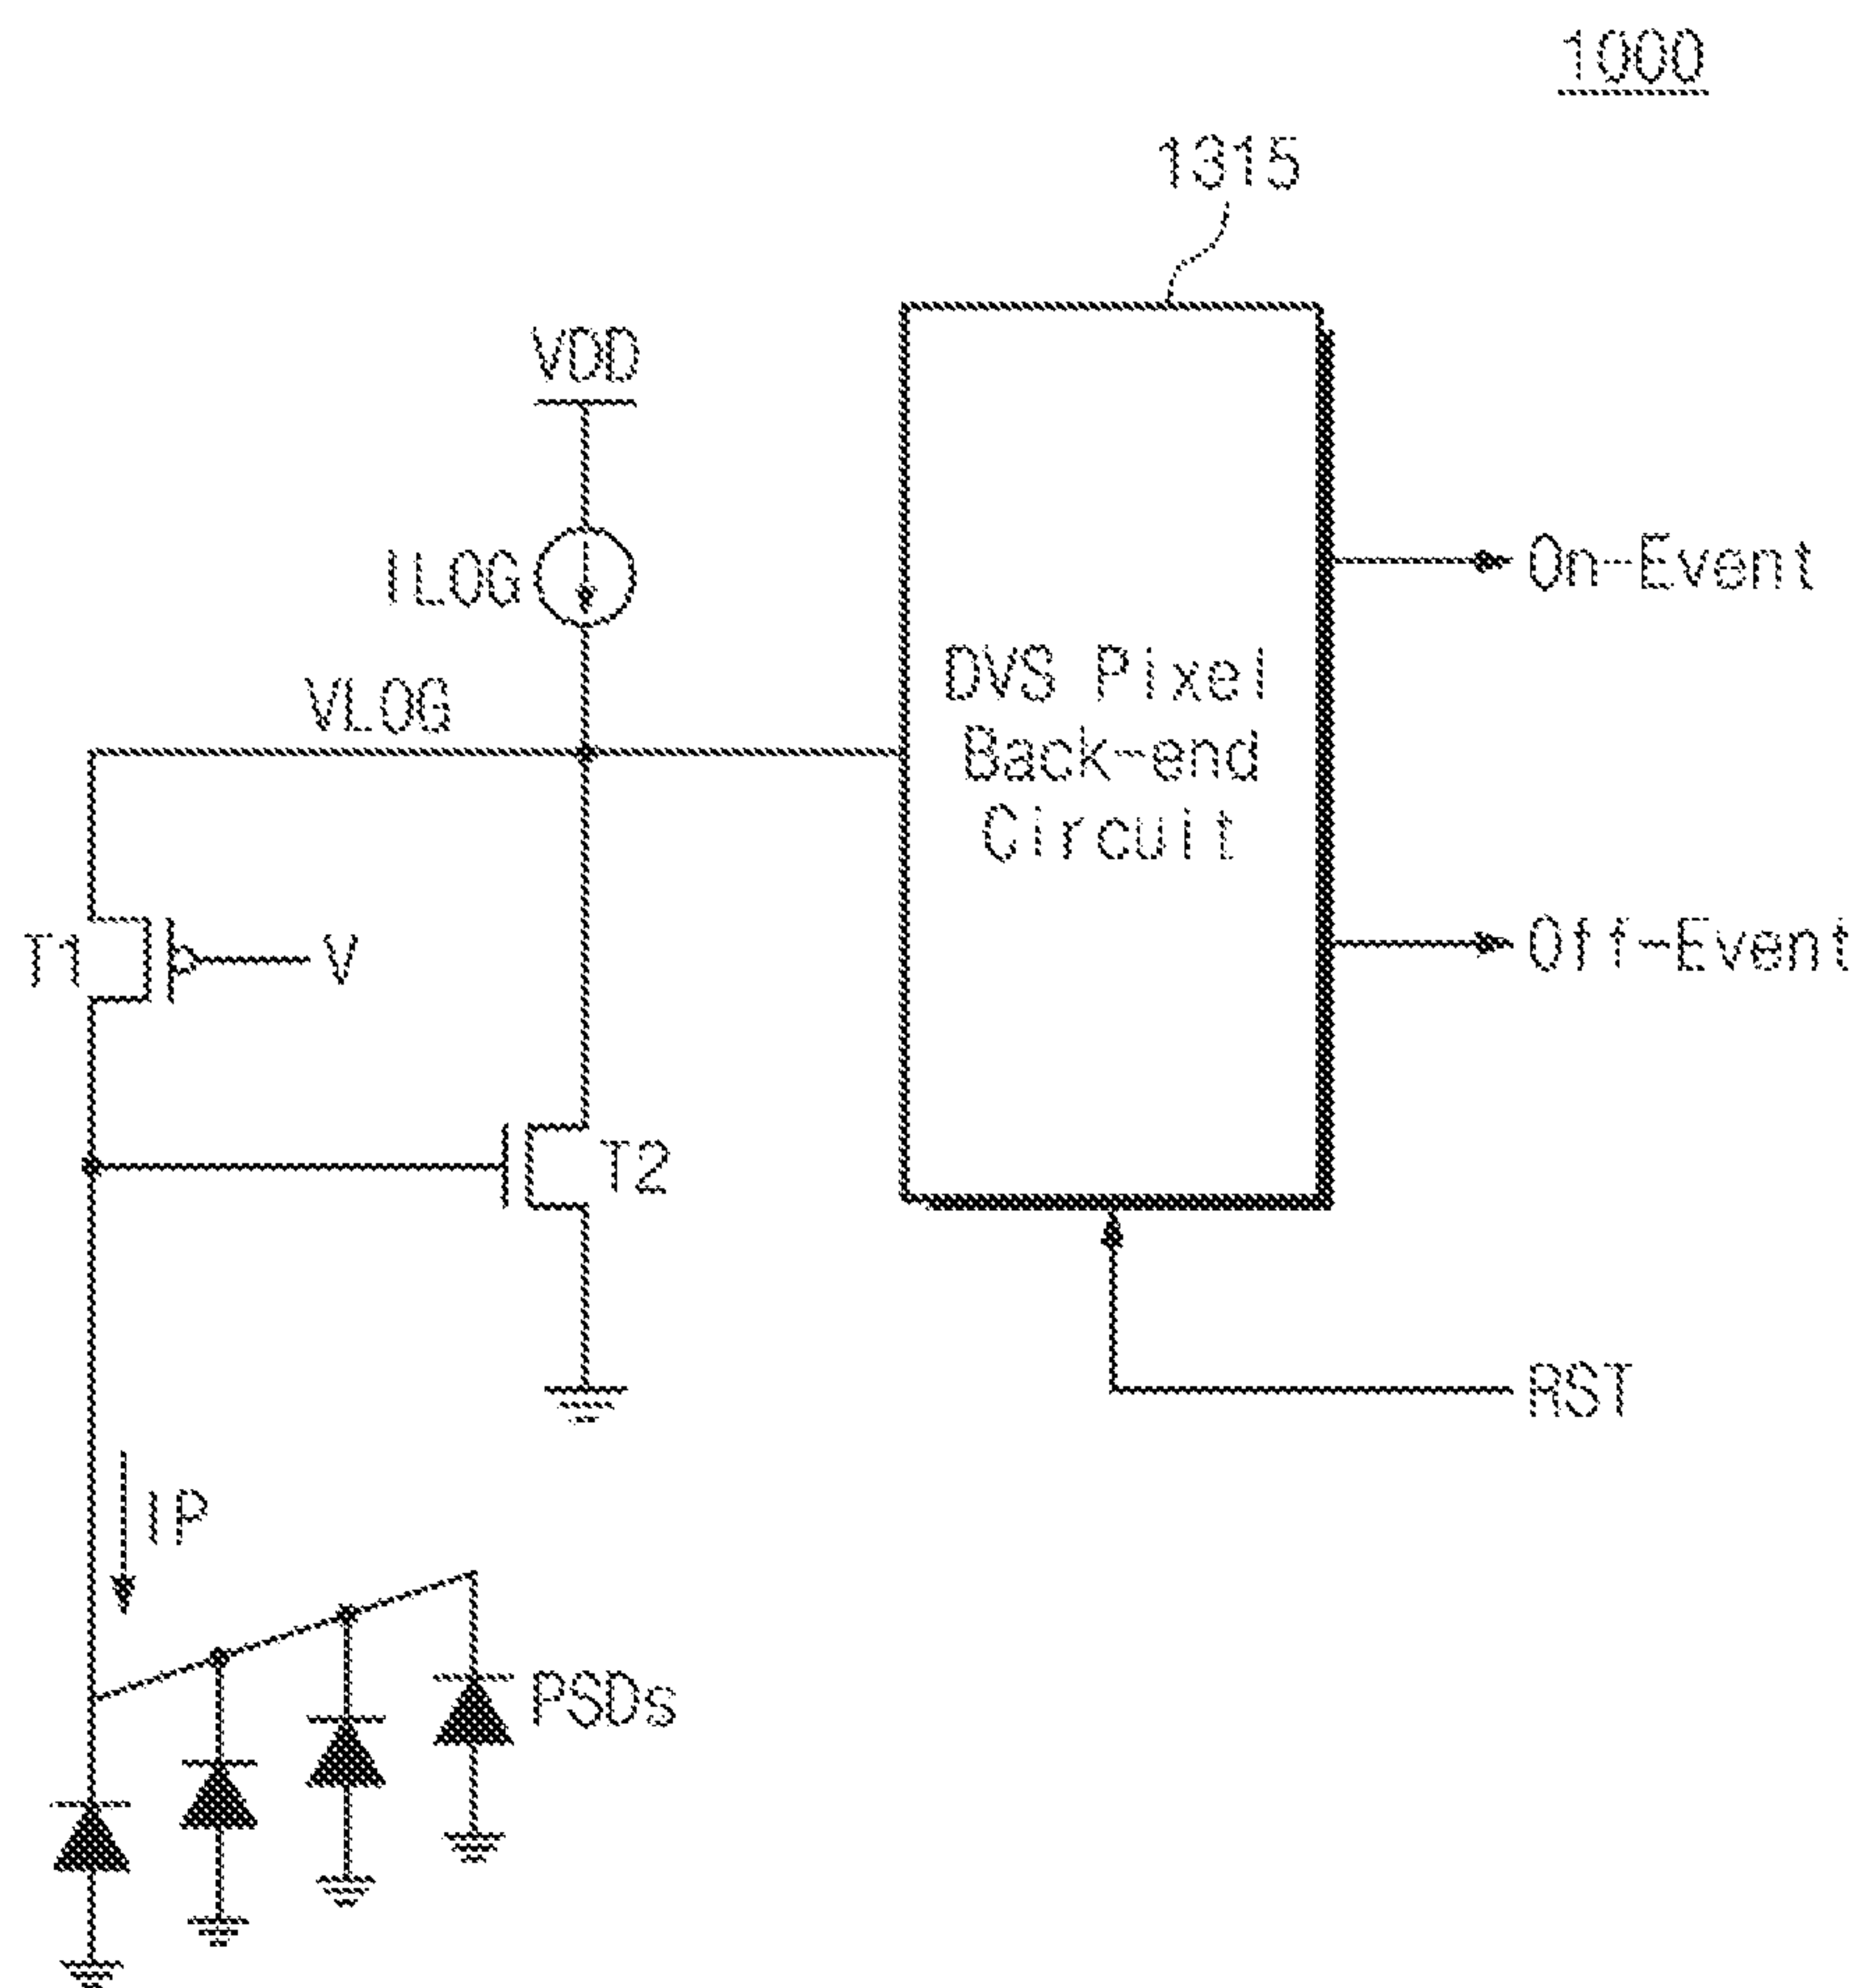 1000
1315
VDD
ILOG
VLOG
On-Event
DVS Pixel
Back-end
Circuit
T1
V
Off-Event
T2
RST
IP
PSDs